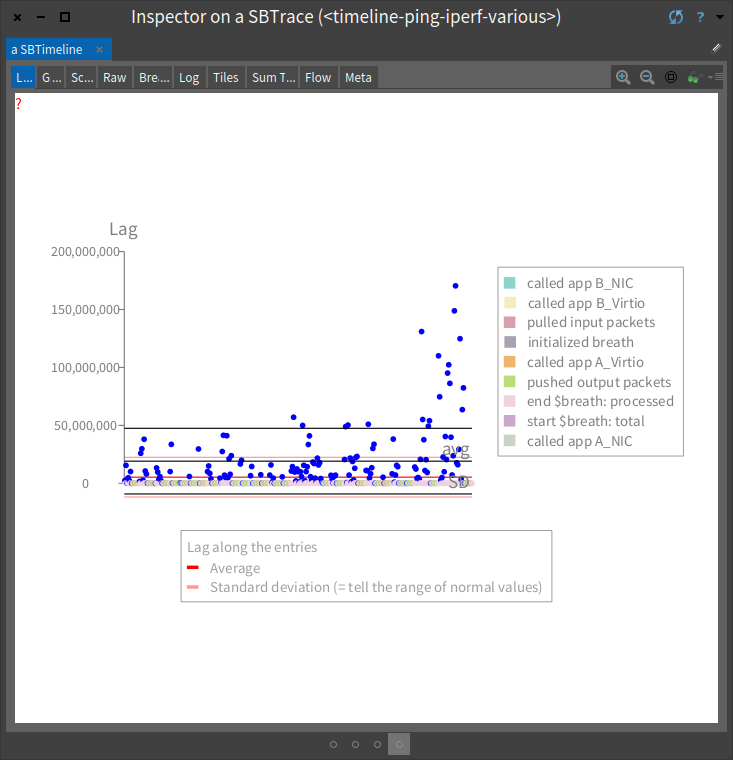 Inspector on a SBTrace (<timeline-ping-iperf-various>)
?
a SBTimeline
L...
G ...
Sc...
Raw
Bre...
Log
Tiles
Sum T...
Flow
Meta
?
Lag
200,000,000
150,000,000
100,000,000
50,000,000
0
avg
SD
called app B_NIC
called app B_Virtio
pulled input packets
initialized breath
called app A_Virtio
pushed output packets
end $breath: processed
start $breath: total
called app A_NIC
Lag along the entries
Average
Standard deviation (= tell the range of normal values)